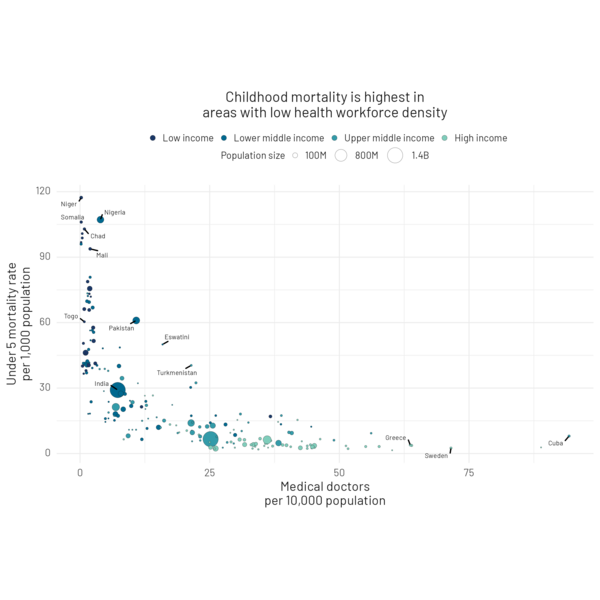 Childhood mortality is highest in
areas with low health workforce density
Low income Lower middle income Upper middle income High income
Population size 100M 800M 1.4B
Under 5 mortality rate
per 1,000 population
120
90
60
30
0
Niger
Nigeria
Somalia
Chad
Mali
Togo
Pakistan
Eswatini
Turkmenistan
India
Greece
Sweden
Cuba
0 25 50 75
Medical doctors
per 10,000 population